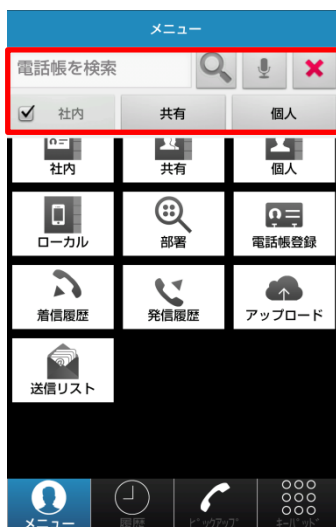 メニュー
電話帳を検索
社内 共有 個人
社内 共有 個人
ローカル 部署 電話帳登録
着信履歴 発信履歴 アップロード
送信リスト
メニュー 履歴 ﾋﾟｯｸｱｯﾌﾟ ｷｰﾊﾟｯﾄﾞ